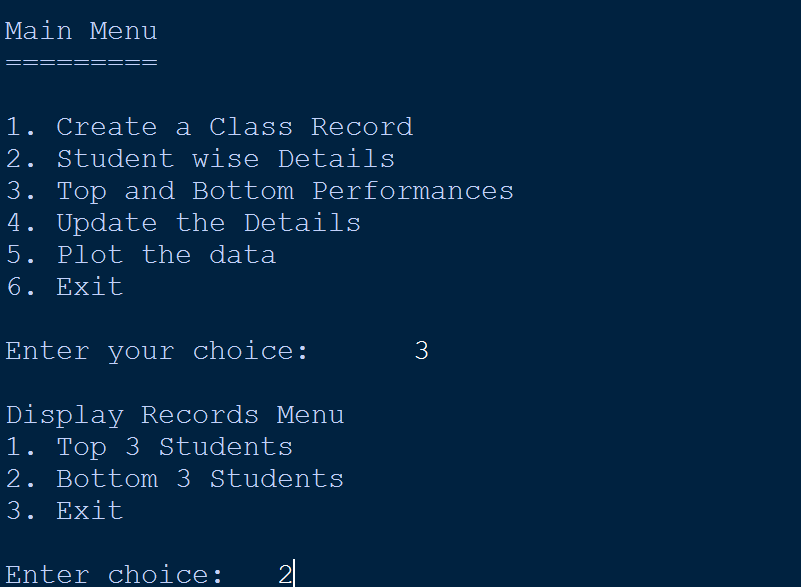 Main Menu
=========
1. Create a Class Record
2. Student wise Details
3. Top and Bottom Performances
4. Update the Details
5. Plot the data
6. Exit
Enter your choice: 3
Display Records Menu
1. Top 3 Students
2. Bottom 3 Students
3. Exit
Enter choice: 2